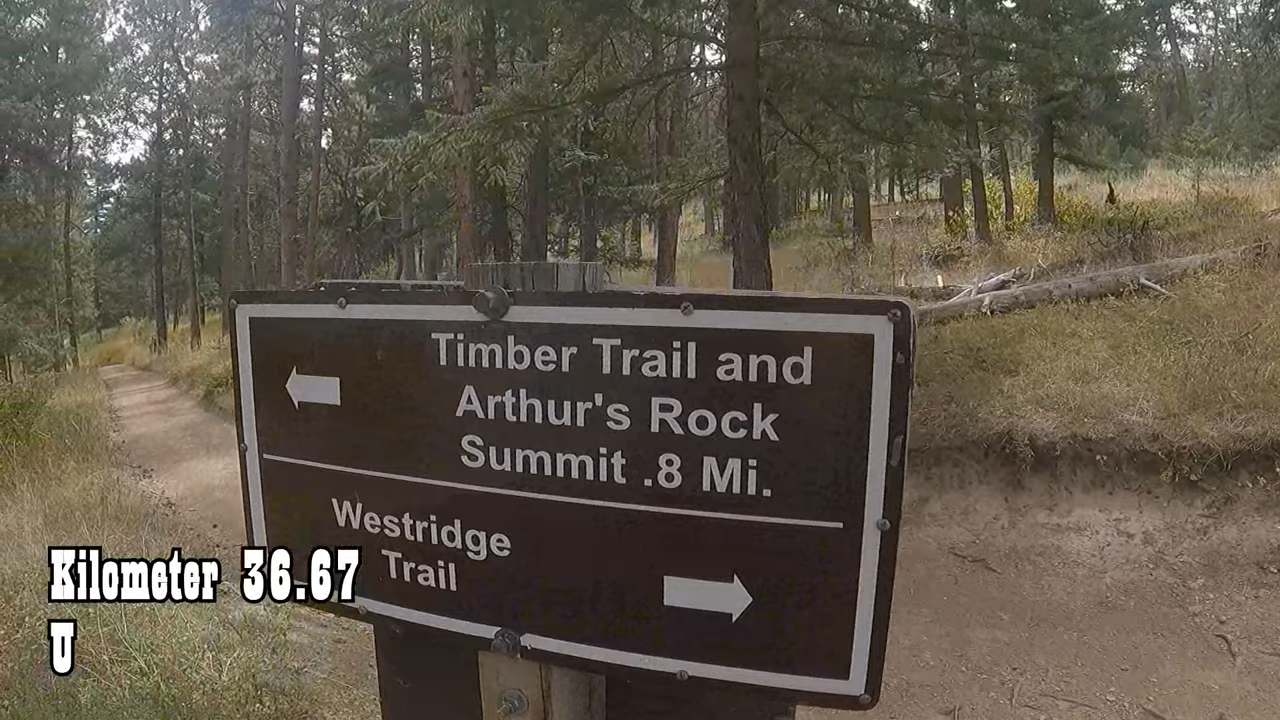 Timber Trail and
Arthur's Rock
Summit .8 Mi.
Westridge
Trail
Kilometer 36.67
U